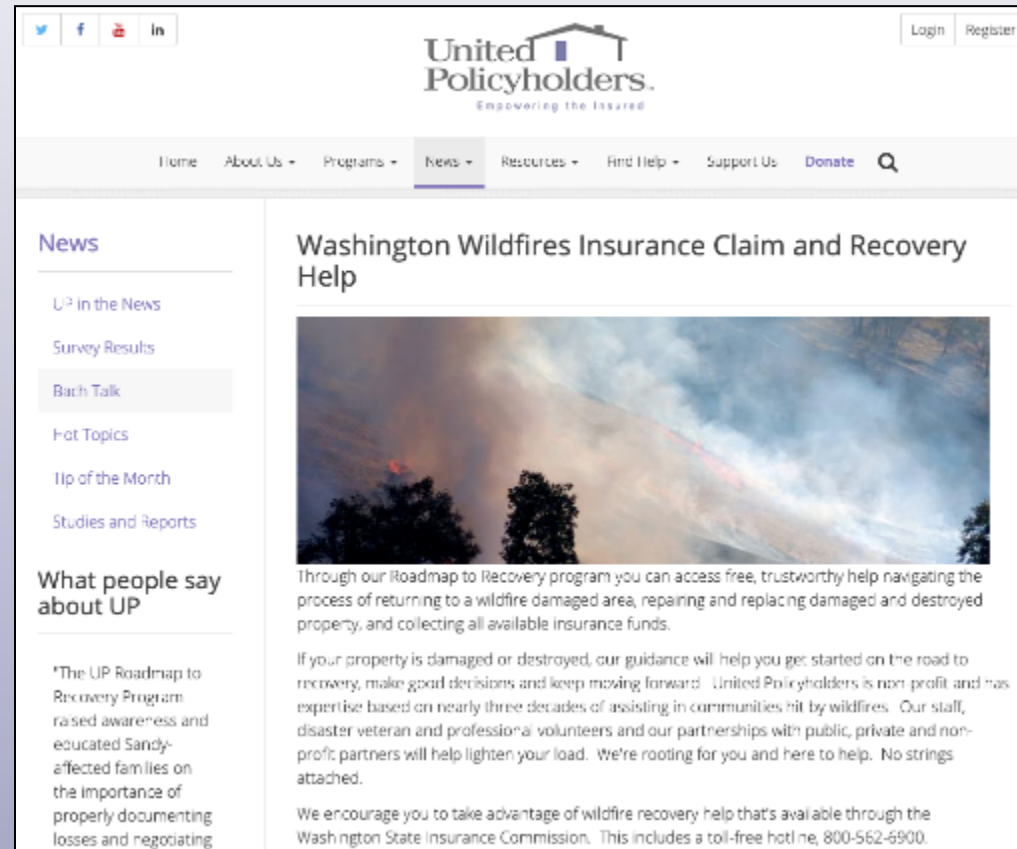 f
in
Login Register
United
Policyholders™
Empowering the Insured
Home About Us Programs News Resources Find Help Support Us Donate
News
UP in the News
Survey Results
Bach Talk
Hot Topics
Tip of the Month
Studies and Reports
What people say
about UP
"The UP Roadmap to
Recovery Program
raised awareness and
educated Sandy-
affected families on
the importance of
properly documenting
losses and negotiating
Washington Wildfires Insurance Claim and Recovery
Help
Through our Roadmap to Recovery program you can access free, trustworthy help navigating the
process of returning to a wildfire damaged area, repairing and replacing damaged and destroyed
property, and collecting all available insurance funds.
If your property is damaged or destroyed, our guidance will help you get started on the road to
recovery, make good decisions and keep moving forward. United Policyholders is non-profit and has
expertise based on nearly three decades of assisting in communities hit by wildfires. Our staff,
disaster veteran and professional volunteers and our partnerships with public, private and non-
profit partners will help lighten your load. We're rooting for you and here to help. No strings
attached.
We encourage you to take advantage of wildfire recovery help that's available through the
Washington State Insurance Commission. This includes a toll-free hotline, 800-562-6900.